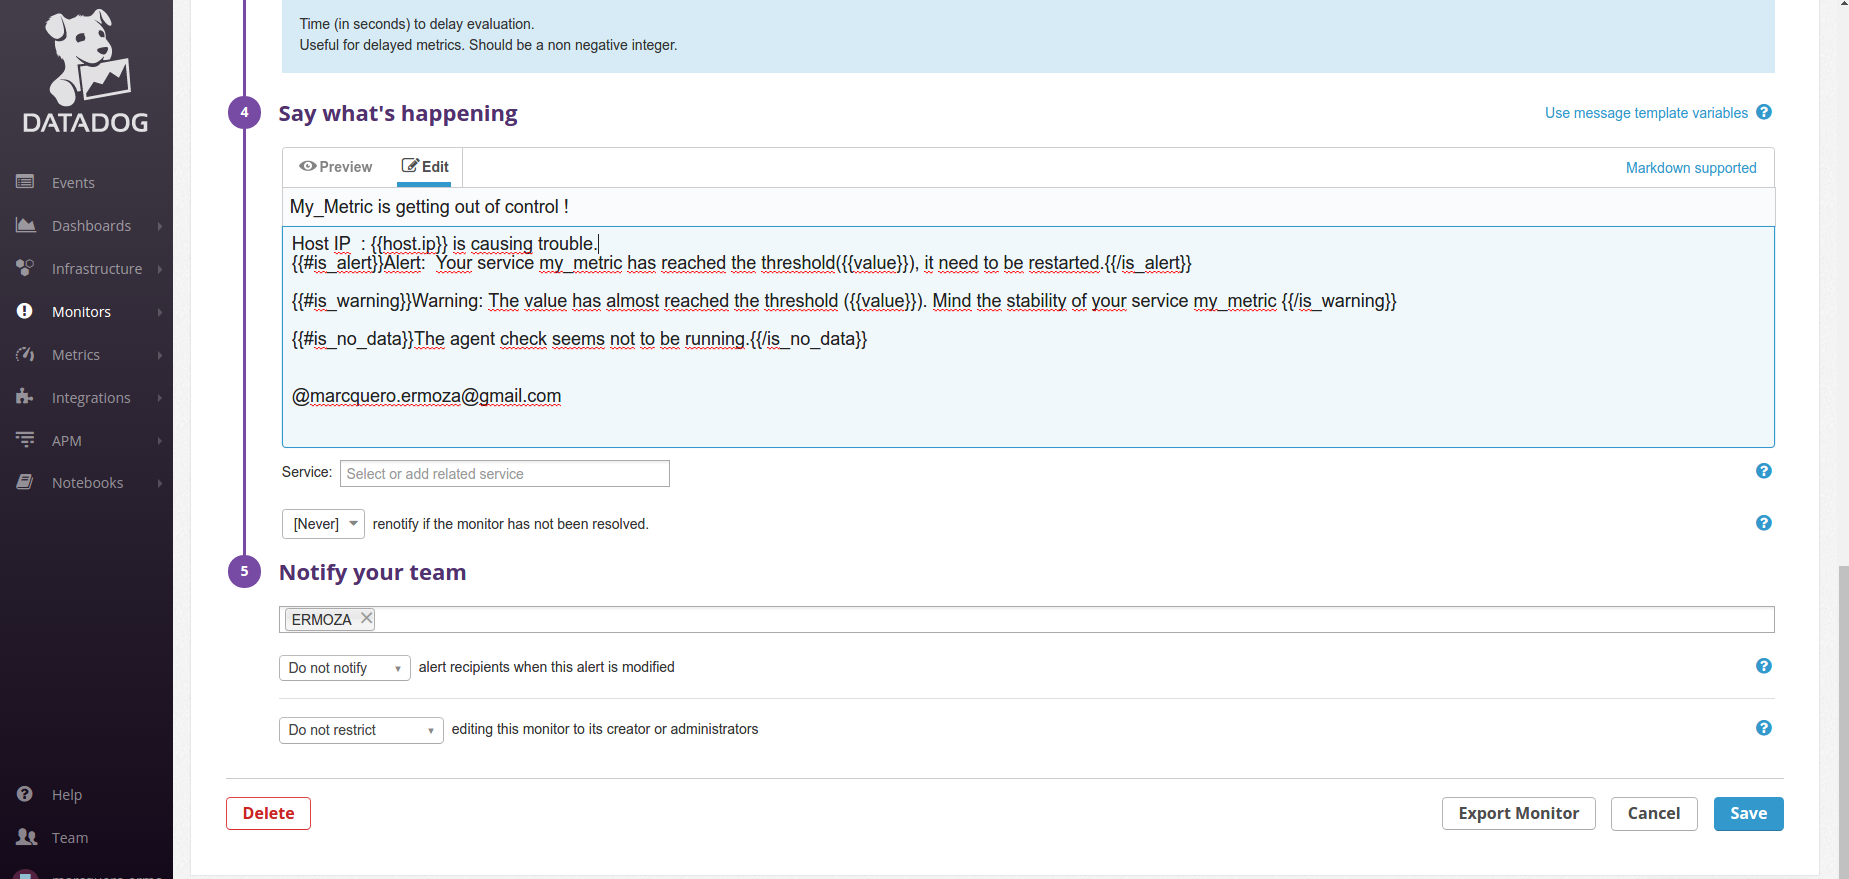 DATADOG
Events
Dashboards
Infrastructure
Monitors
Metrics
Integrations
APM
Notebooks
Help
Team
Time (in seconds) to delay evaluation.
Useful for delayed metrics. Should be a non negative integer.
4 Say what's happening Use message template variables ?
Preview Edit Markdown supported
My_Metric is getting out of control !
Host IP  : {{host.ip}} is causing trouble.
{{#is_alert}}Alert:  Your service my_metric has reached the threshold({{value}}), it need to be restarted.{{/is_alert}}
{{#is_warning}}Warning: The value has almost reached the threshold ({{value}}). Mind the stability of your service my_metric {{/is_warning}}
{{#is_no_data}}The agent check seems not to be running.{{/is_no_data}}
@marcquero.ermoza@gmail.com
Service: Select or add related service ?
[Never] renotify if the monitor has not been resolved. ?
5 Notify your team
ERMOZA
Do not notify alert recipients when this alert is modified ?
Do not restrict editing this monitor to its creator or administrators ?
Delete Export Monitor Cancel Save